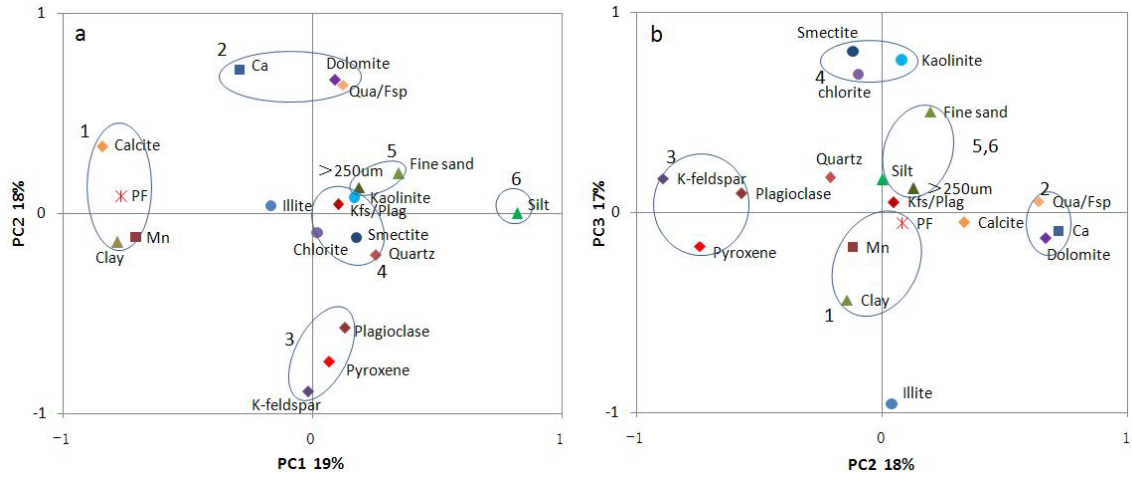 1
a
2
Ca
Dolomite
Qua/Fsp
1
Calcite
5
Fine sand
>250um
6
PF
Kaolinite
Kfs/Plag
PC2 18%
0
Illite
Silt
Mn
Smectite
Clay
Chlorite
Quartz
4
3
Plagioclase
Pyroxene
K-feldspar
-1
-1
0
1
PC1 19%
1
b
Smectite
Kaolinite
4
chlorite
Fine sand
5,6
3
Quartz
Silt
K-feldspar
Plagioclase
>250um
2
Kfs/Plag
Qua/Fsp
PC3 17%
0
PF
Calcite
Ca
Pyroxene
Mn
Dolomite
Clay
1
Illite
-1
-1
0
1
PC2 18%